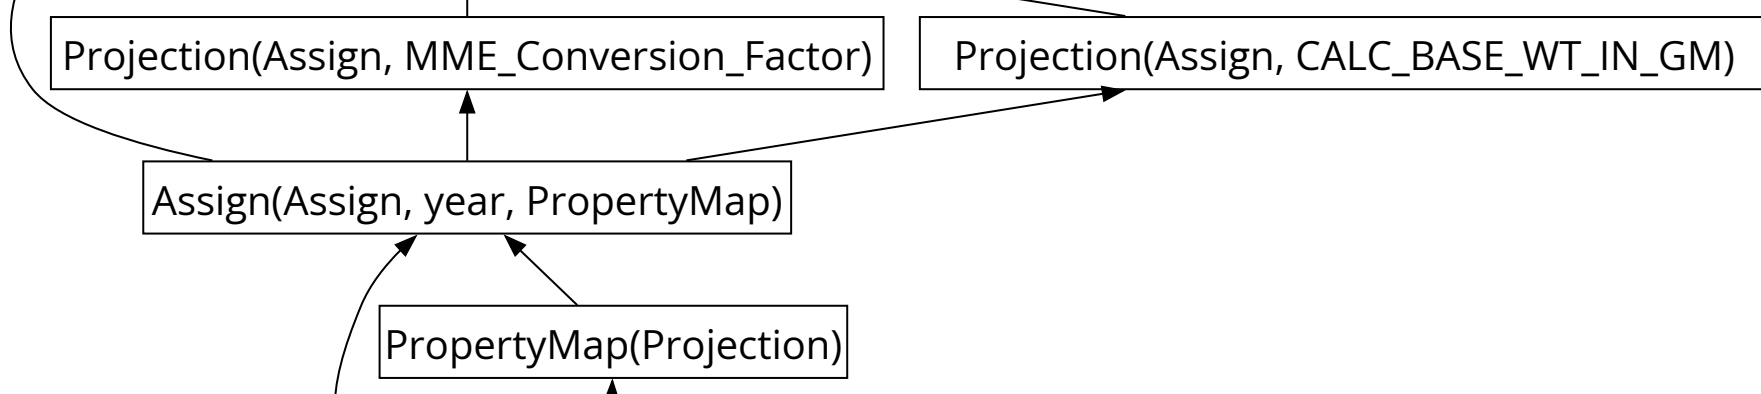 Projection(Assign, MME_Conversion_Factor)
Projection(Assign, CALC_BASE_WT_IN_GM)
Assign(Assign, year, PropertyMap)
PropertyMap(Projection)